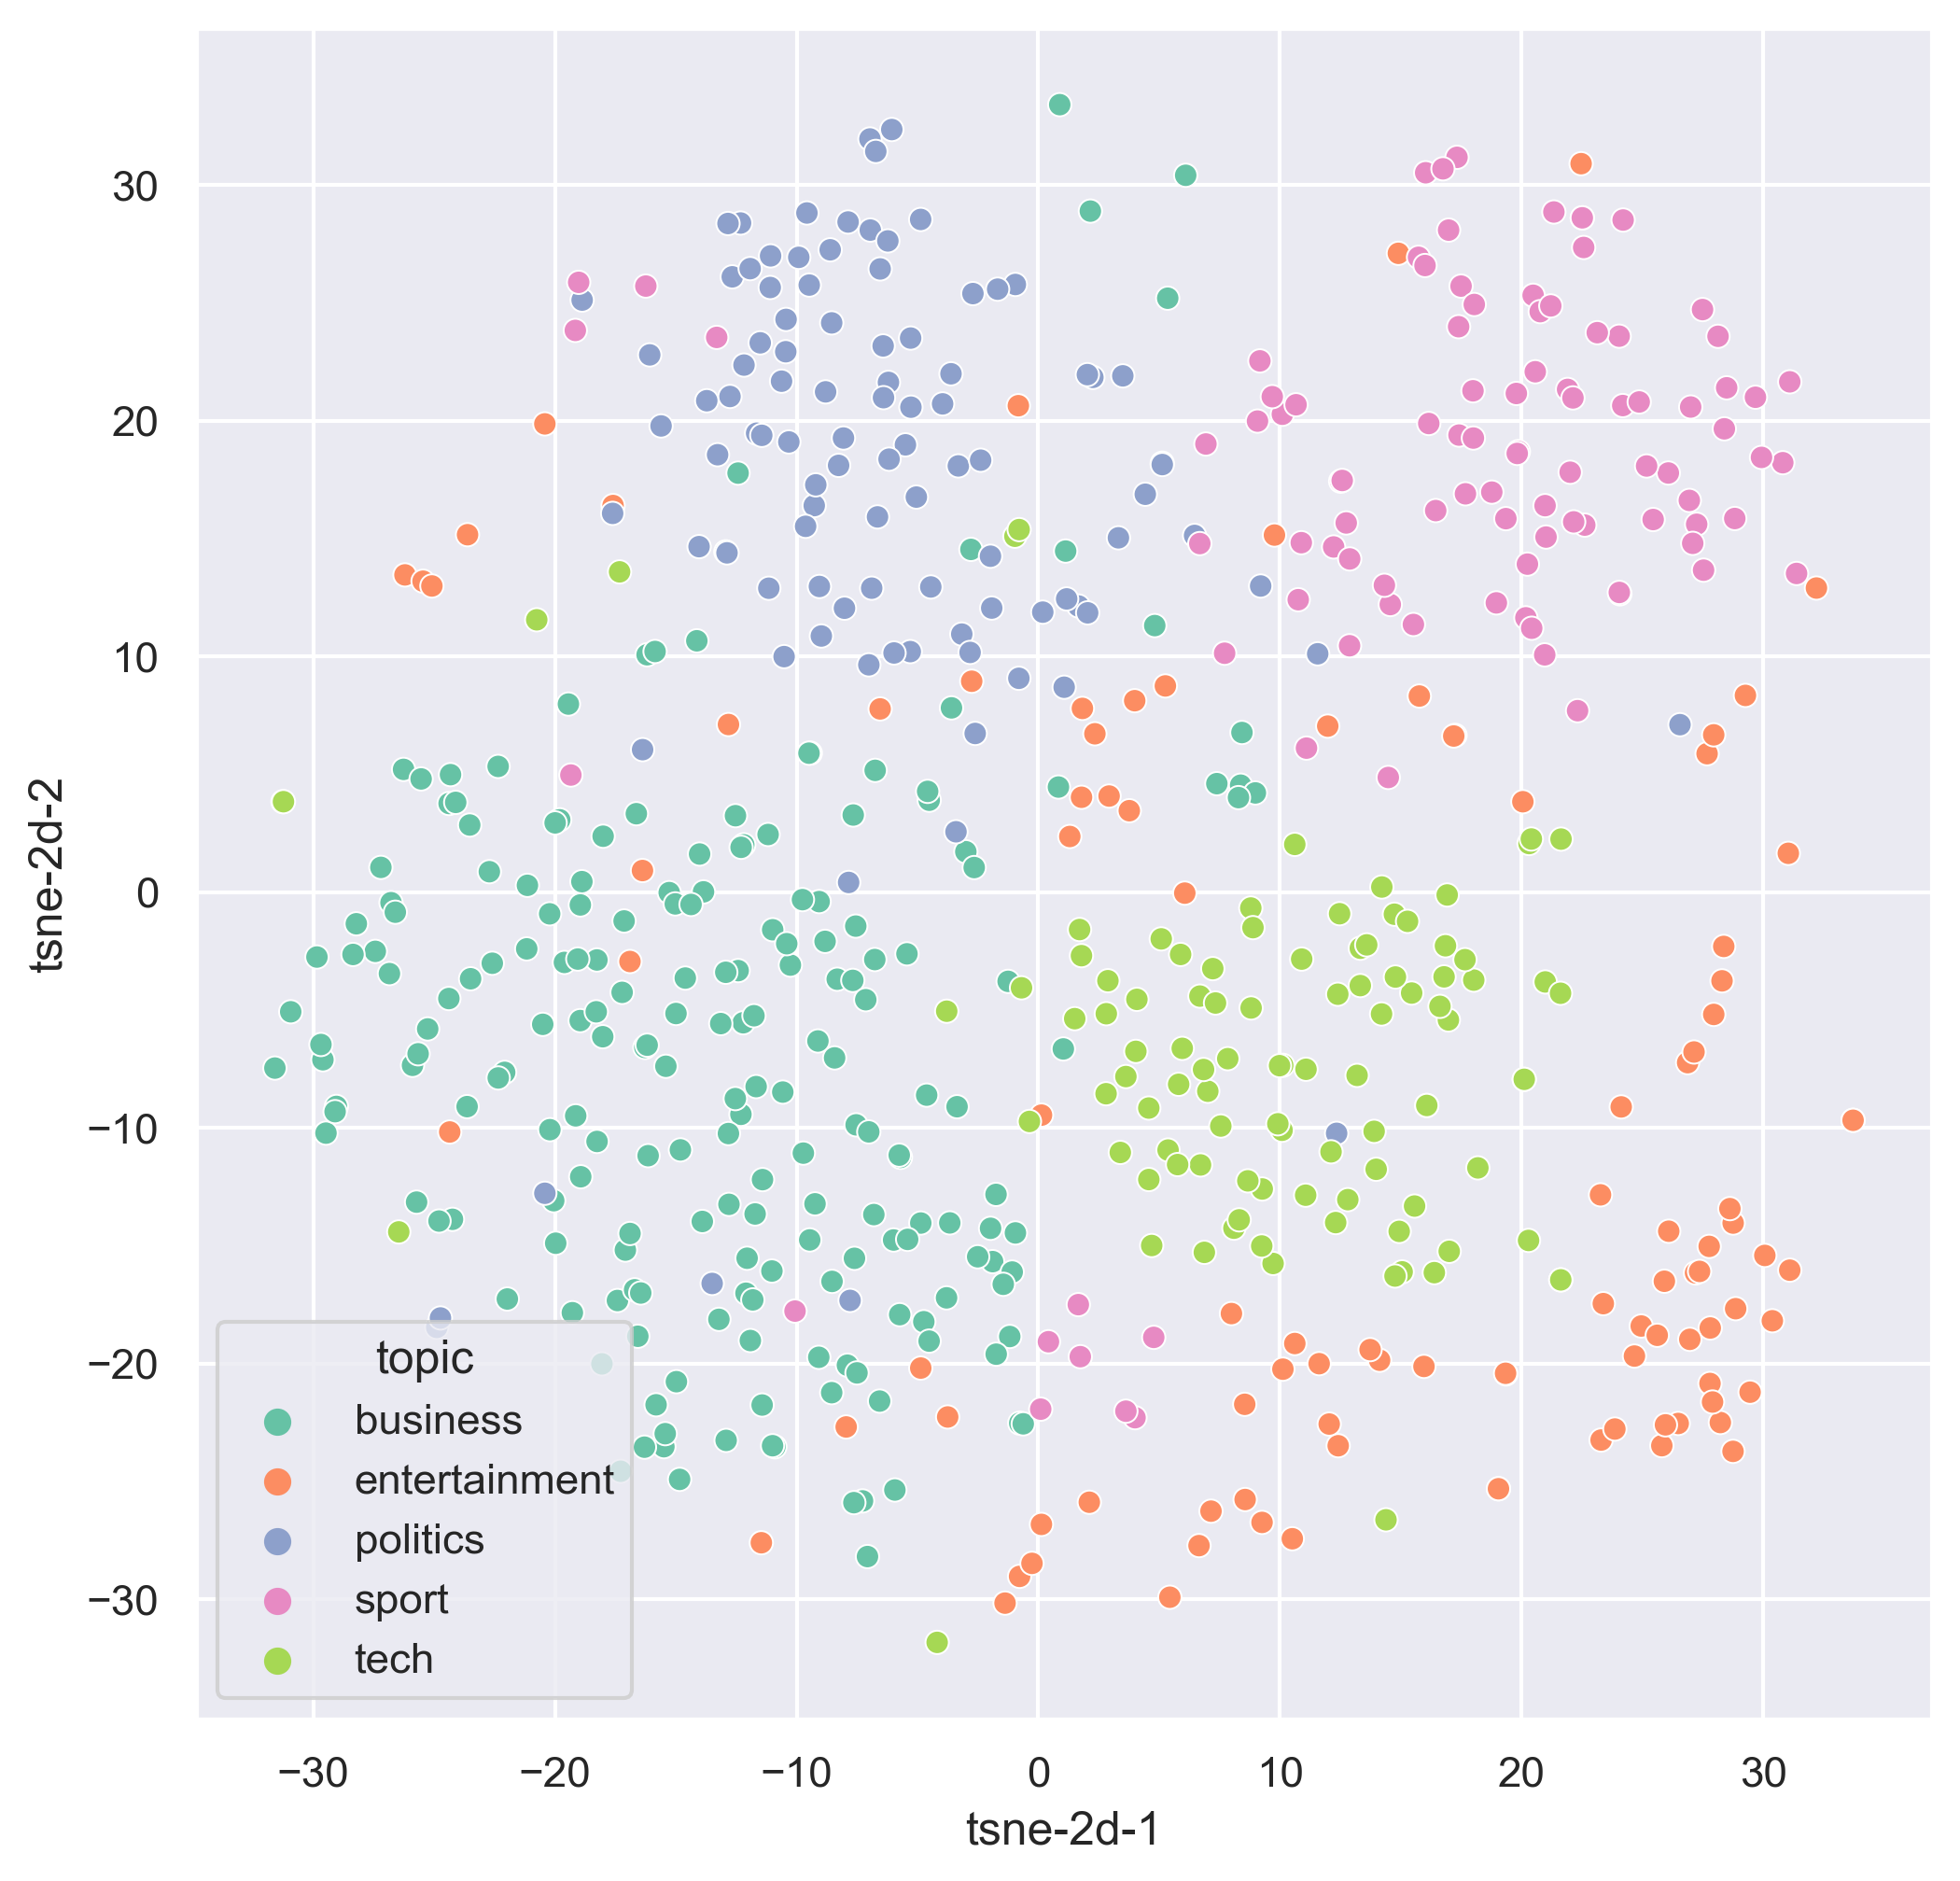 30
20
10
0
−10
−20
−30
tsne-2d-2
topic
business
entertainment
politics
sport
tech
−30 −20 −10 0 10 20 30
tsne-2d-1